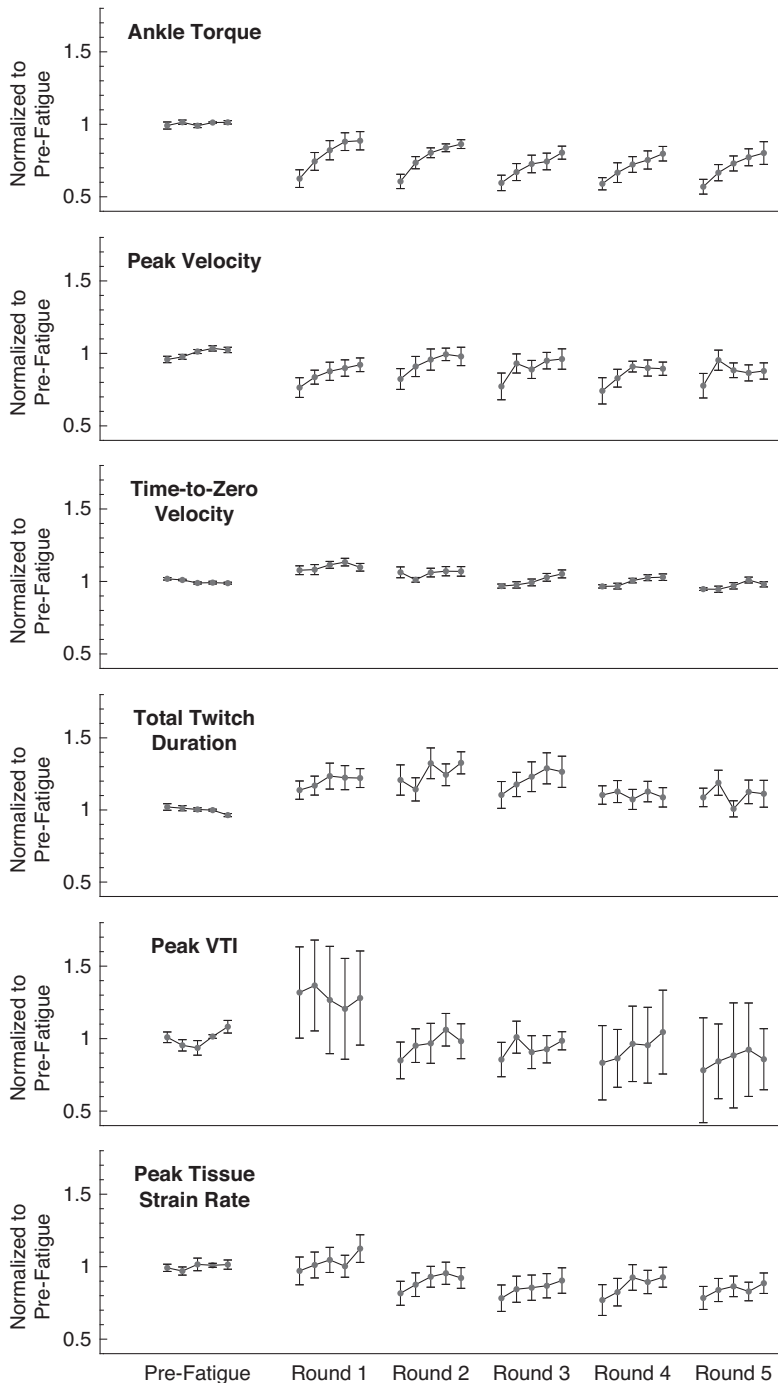 Ankle Torque
Normalized to
Pre-Fatigue
1.5
1
0.5
Peak Velocity
Normalized to
Pre-Fatigue
1.5
1
0.5
Time-to-Zero
Velocity
Normalized to
Pre-Fatigue
1.5
1
0.5
Total Twitch
Duration
Normalized to
Pre-Fatigue
1.5
1
0.5
Peak VTI
Normalized to
Pre-Fatigue
1.5
1
0.5
Peak Tissue
Strain Rate
Normalized to
Pre-Fatigue
1.5
1
0.5
Pre-Fatigue Round 1 Round 2 Round 3 Round 4 Round 5